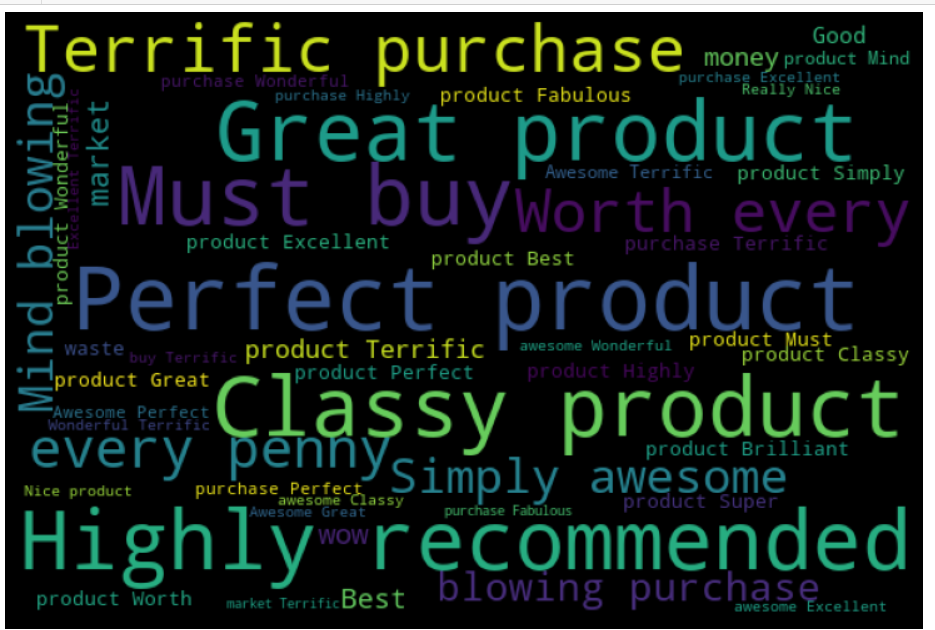 Terrific purchase
Good
money
product Mind
purchase Wonderful
purchase Excellent
purchase Highly
product Fabulous
Really Nice
Mind blowing
product Wonderful
Excellent Terrific
market
Great product
Must buy
Awesome Terrific
product Simply
Worth every
product Excellent
purchase Terrific
product Best
Perfect product
waste
buy Terrific
product Terrific
awesome Wonderful
product Must
product Classy
product Great
product Perfect
product Highly
Classy product
Awesome Perfect
Wonderful Terrific
every penny
product Brilliant
Simply awesome
Nice product
purchase Perfect
awesome Classy
product Super
Awesome Great
purchase Fabulous
Highly recommended
wow
blowing purchase
product Worth
market Terrific
Best
awesome Excellent